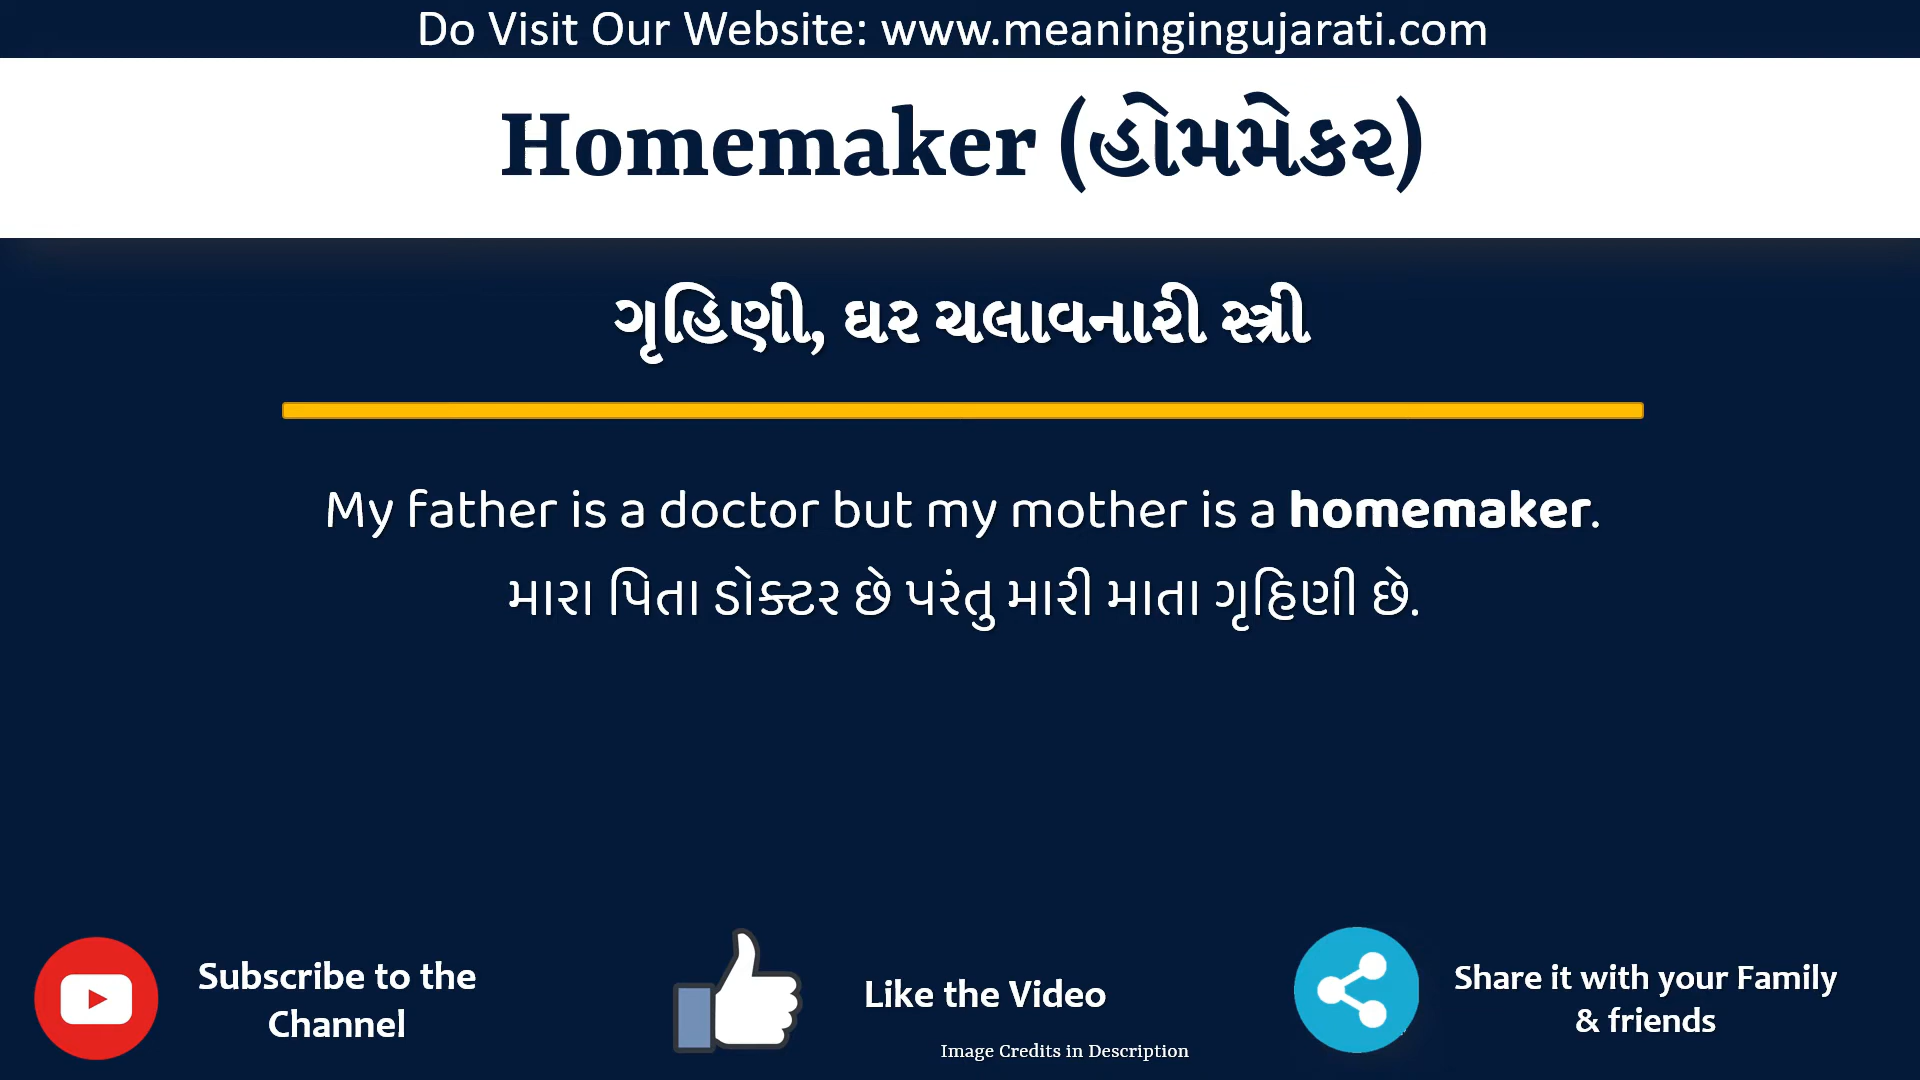 Do Visit Our Website: www.meaningingujarati.com
Homemaker (હોમમેકર)
ગૃહિણી, ઘર ચલાવનારી સ્ત્રી
My father is a doctor but my mother is a homemaker.
મારા પિતા ડોક્ટર છે પરંતુ મારી માતા ગૃહિણી છે.
Subscribe to the
Channel
Like the Video
Share it with your Family
& friends
Image Credits in Description